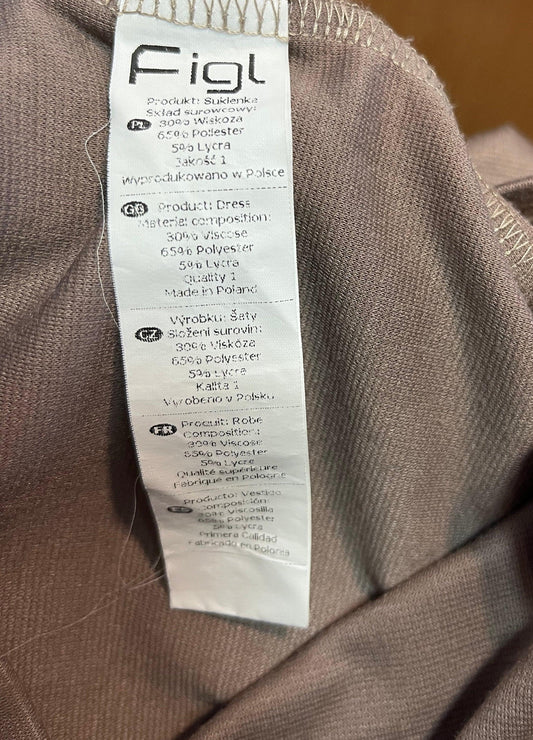 Figl
Produkt: Sukienka
Skład surowcowy:
PL 30% Wiskoza
65% Poliester
5% Lycra
Jakość 1
Wyprodukowano w Polsce
GB Product: Dress
Material composition:
30% Viscose
65% Polyester
5% Lycra
Quality 1
Made in Poland
Výrobku: Šaty
CZ Složení surovin:
30% Viskóza
65% Polyester
5% Lycra
Kalita 1
Vyrobeno v Polsku
FR Produit: Robe
Composition:
30% Viscose
65% Polyester
5% Lycra
Qualité supérieure
Fabriqué en Pologne
Producto: Vestido
composición:
30% Viscosilla
65% Polyester
5% Lycra
Primera Calidad
Fabricado en Polonia